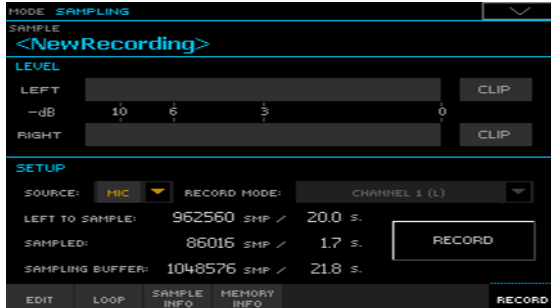 MODE SAMPLING
SAMPLE
<NewRecording>
LEVEL
LEFT CLIP
-dB 10 6 3 0
RIGHT CLIP
SETUP
SOURCE: MIC RECORD MODE: CHANNEL 1 (L)
LEFT TO SAMPLE: 962560 SMP / 20.0 S.
SAMPLED: 86016 SMP / 1.7 S.
RECORD
SAMPLING BUFFER: 1048576 SMP / 21.8 S.
EDIT LOOP SAMPLE INFO MEMORY INFO RECORD